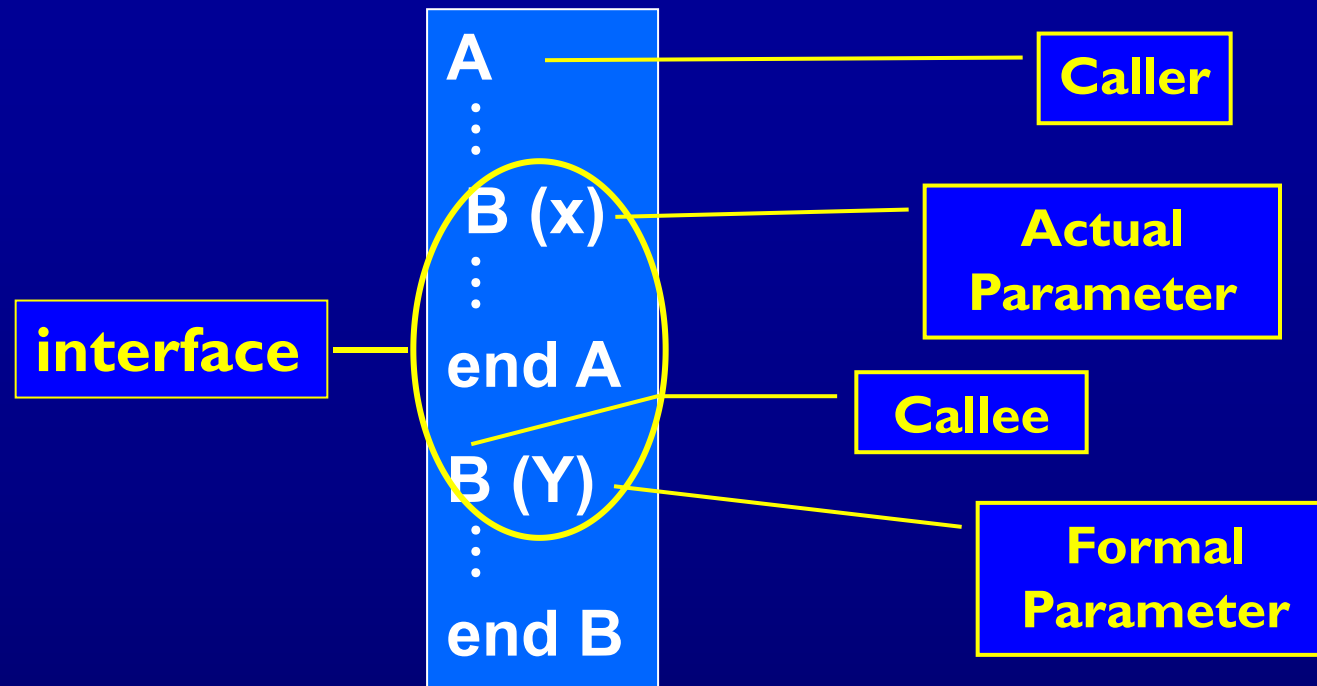 A
Caller
B (x)
Actual
Parameter
interface
end A
Callee
B (Y)
Formal
Parameter
end B